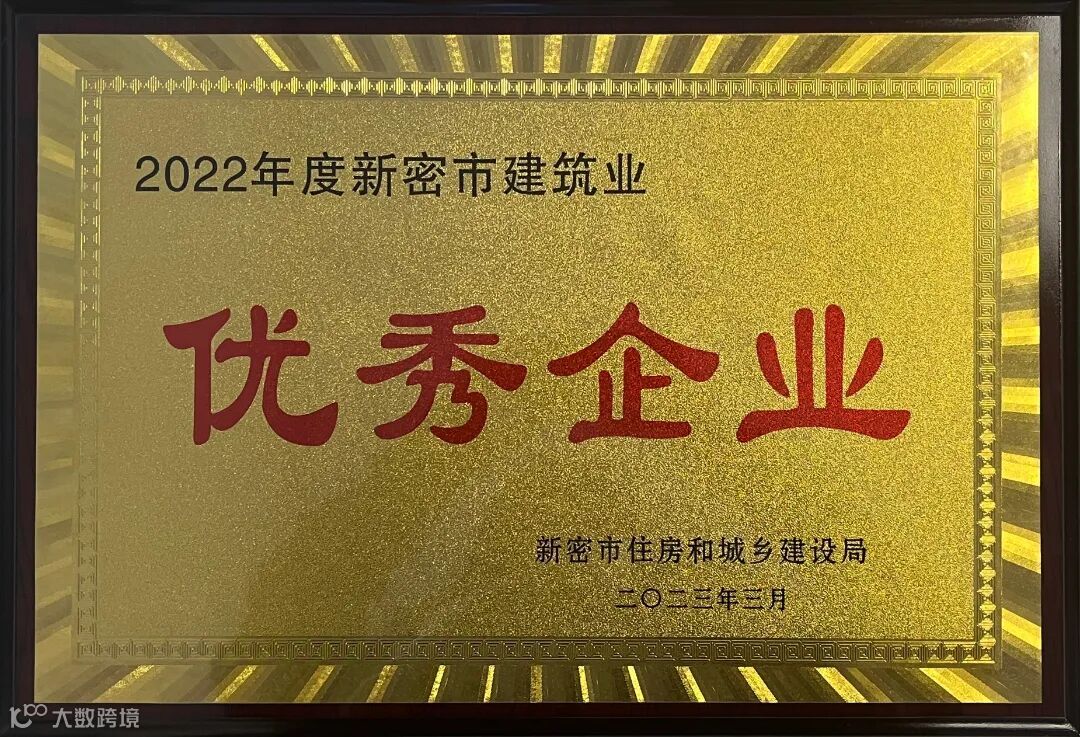 2022年度新密市建筑业
优秀企业
新密市住房和城乡建设局
二〇二三年三月
大数跨境